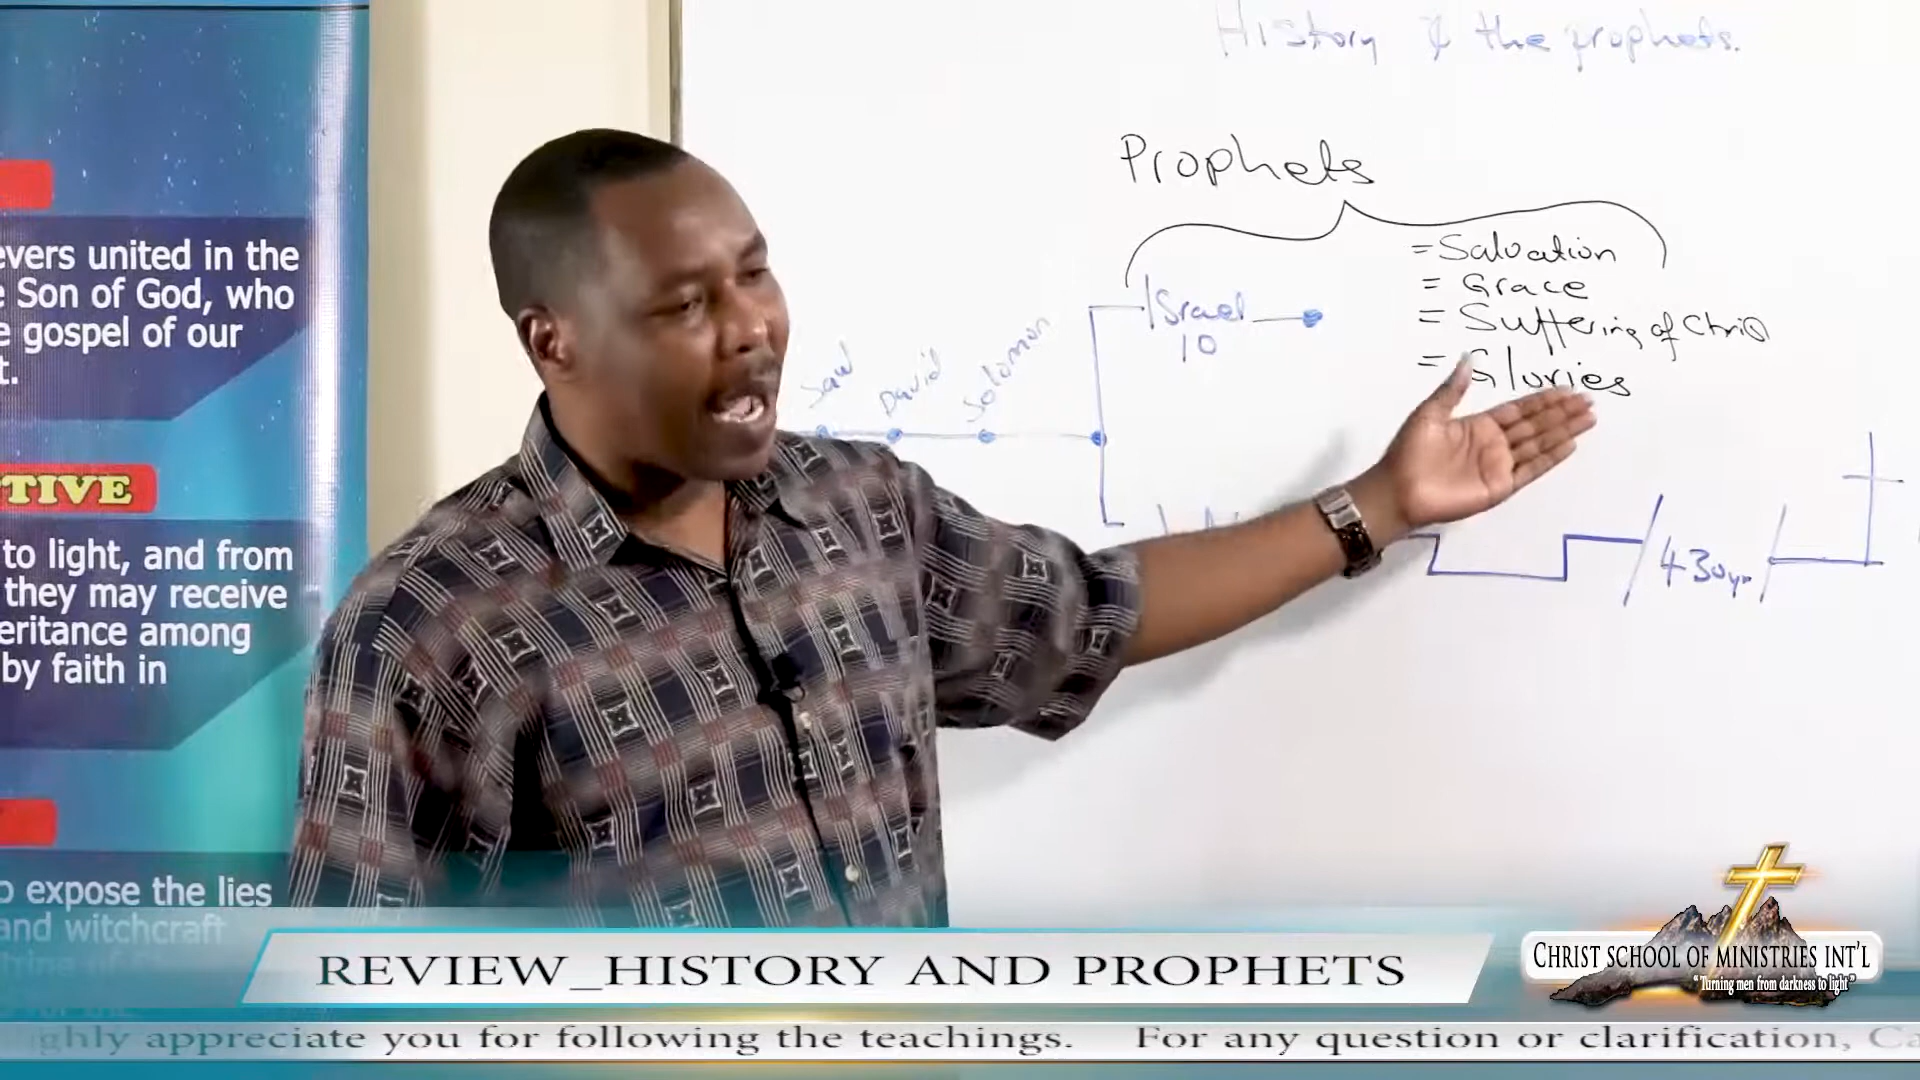 History & the prophets.
Prophets
= Salvation
= Grace
= Suffering of Christ
= Glories
Israel
10
Saul
David
Solomon
430yr
evers united in the
Son of God, who
gospel of our
TIVE
to light, and from
they may receive
eritance among
by faith in
expose the lies
and witchcraft
REVIEW_HISTORY AND PROPHETS
CHRIST SCHOOL OF MINISTRIES INT'L
"Turning men from darkness to light"
ghly appreciate you for following the teachings. For any question or clarification, Ca